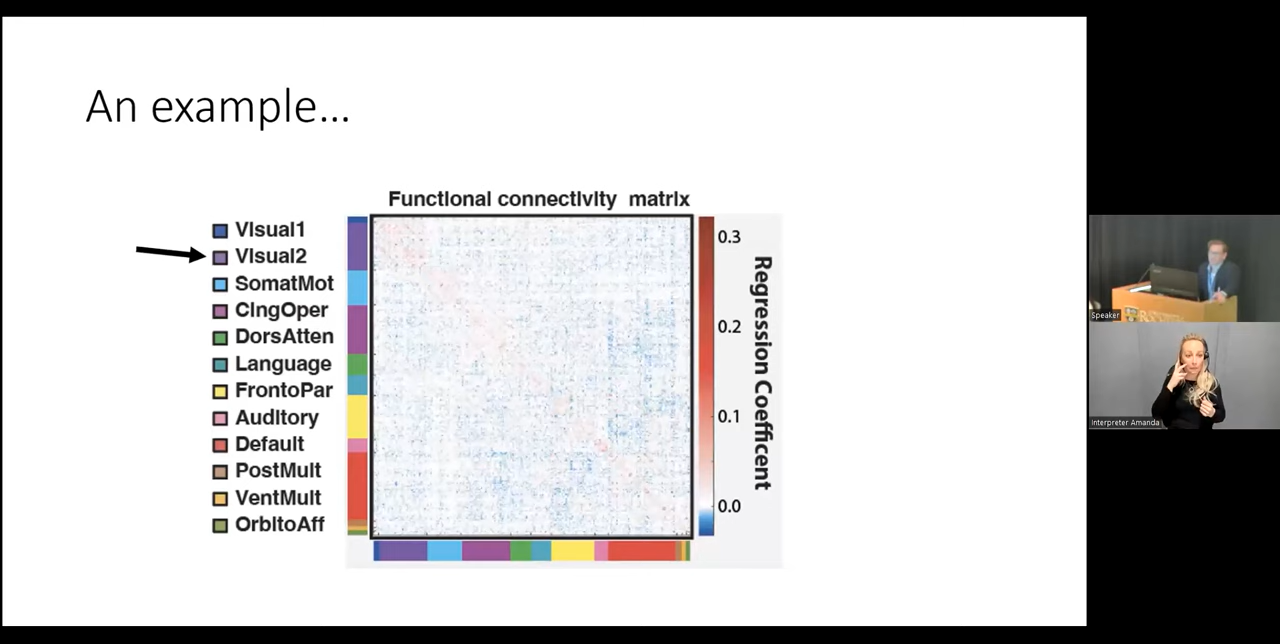 An example...
Functional connectivity matrix
Visual1
Visual2
SomatMot
CingOper
DorsAtten
Language
FrontoPar
Auditory
Default
PostMult
VentMult
OrbitoAff
0.3
0.2
0.1
0.0
Regression Coefficent
Speaker
Interpreter Amanda